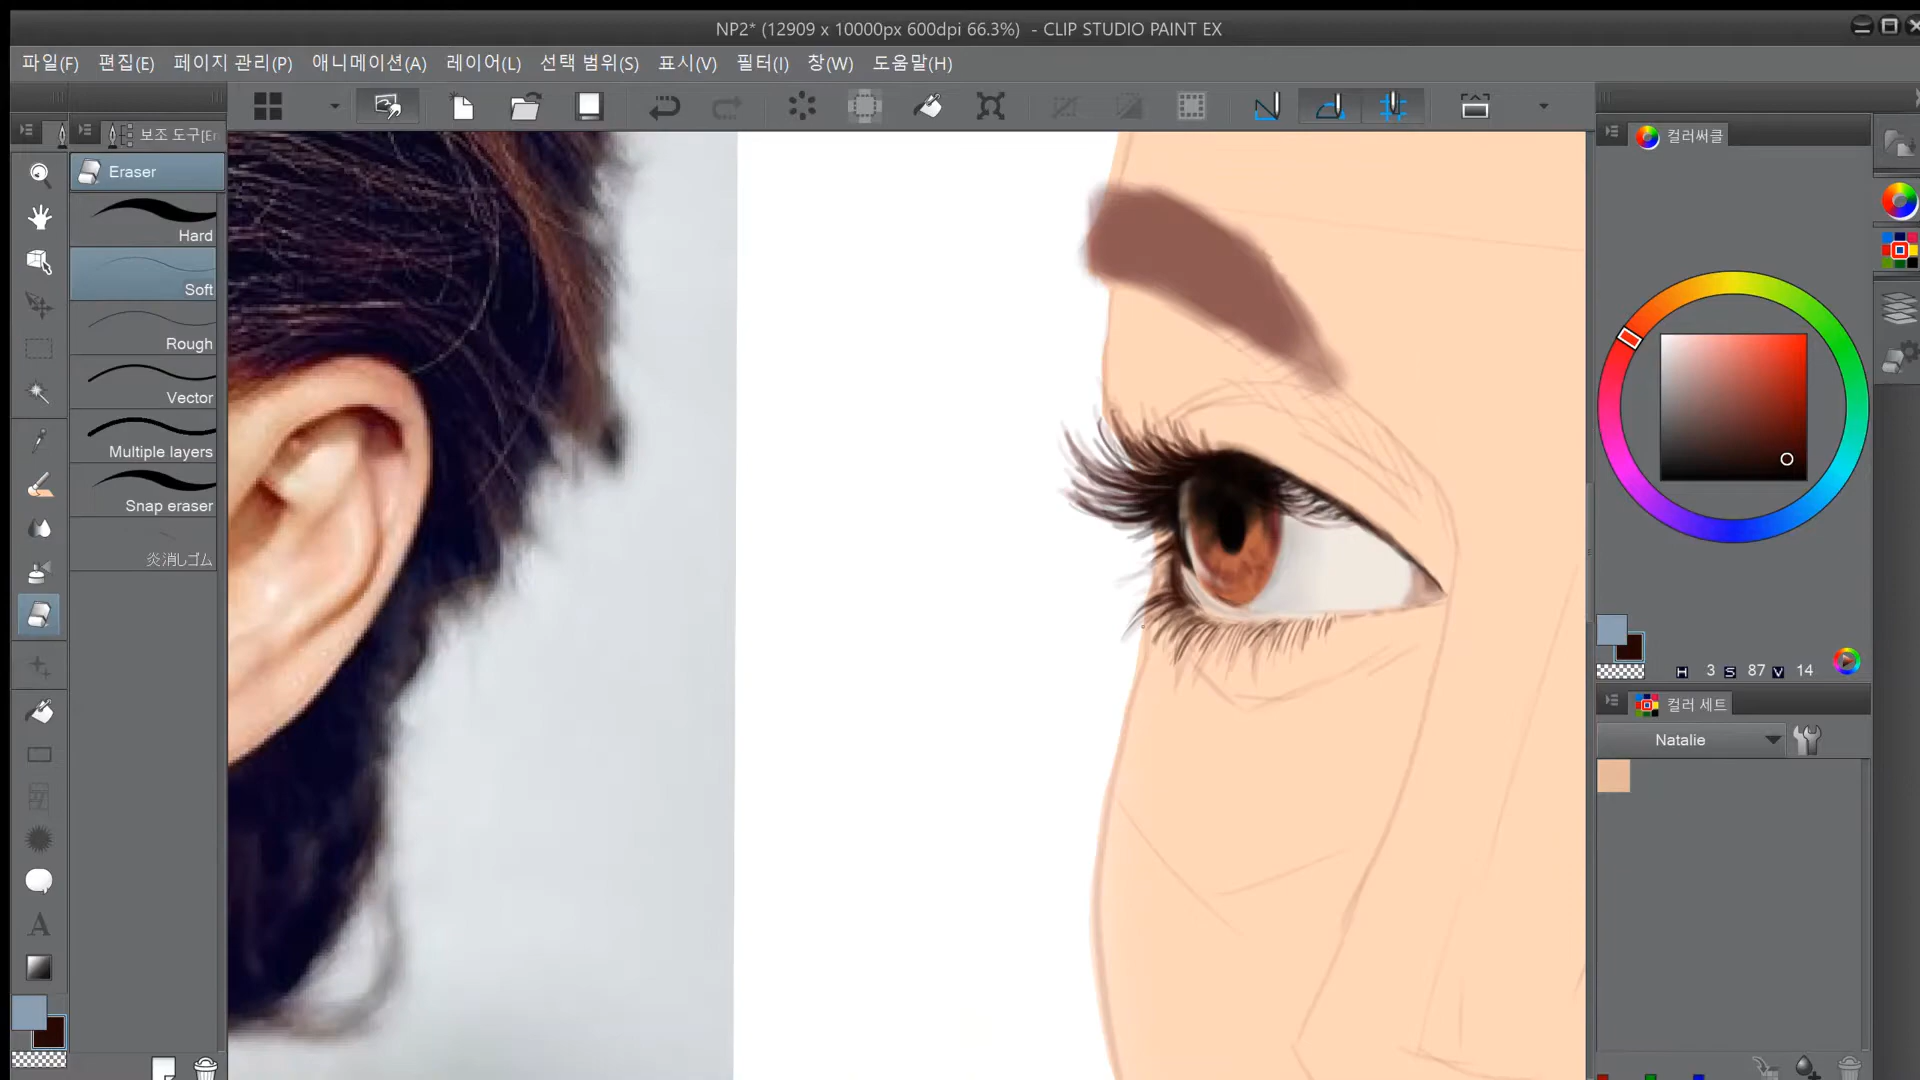 NP2* (12909 x 10000px 600dpi 66.3%) - CLIP STUDIO PAINT EX
파일(F) 편집(E) 페이지 관리(P) 애니메이션(A) 레이어(L) 선택 범위(S) 표시(V) 필터(I) 창(W) 도움말(H)
보조 도구[Er
컬러써클
Eraser
Hard
Soft
Rough
Vector
Multiple layers
Snap eraser
炎消しゴム
H 3 S 87 V 14
컬러 세트
Natalie
A